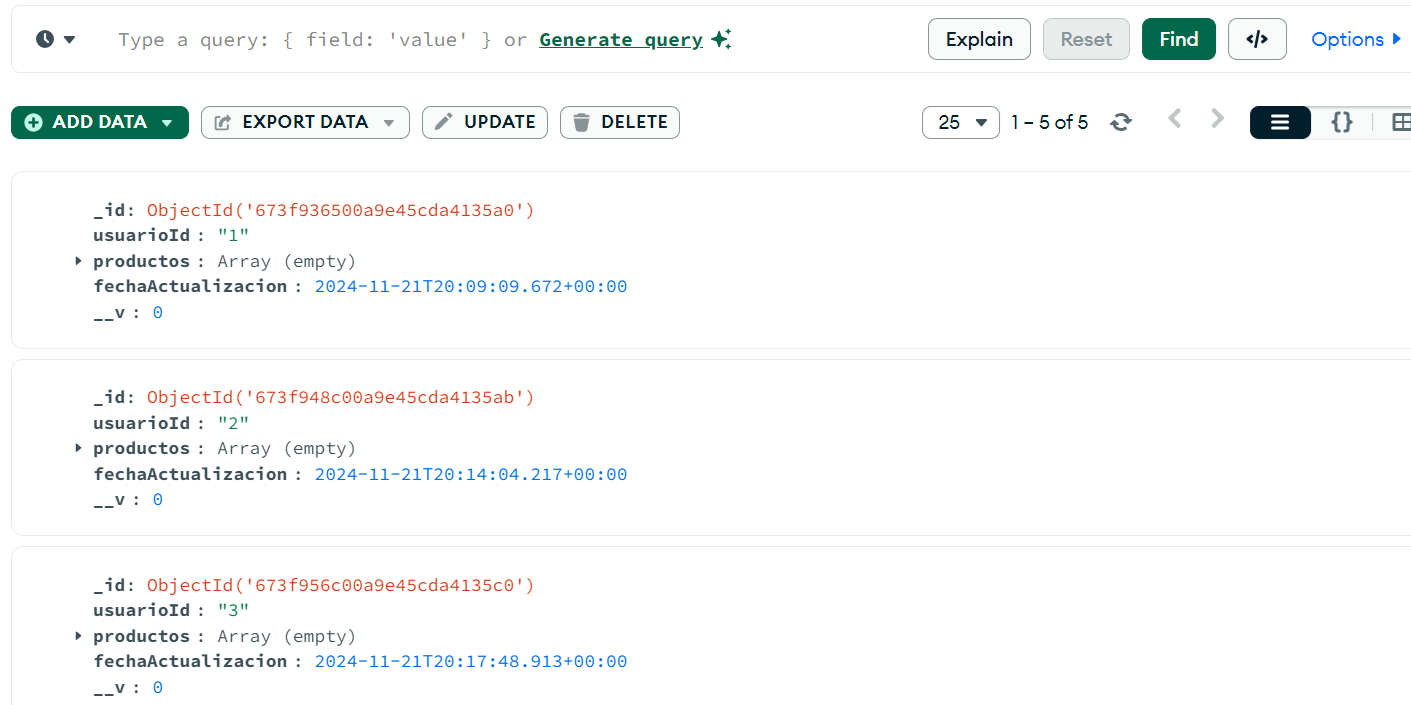 Type a query: { field: 'value' } or Generate query Explain Reset Find </> Options
ADD DATA EXPORT DATA UPDATE DELETE 25 1 – 5 of 5 {}
_id: ObjectId('673f936500a9e45cda4135a0')
usuarioId : "1"
productos : Array (empty)
fechaActualizacion : 2024-11-21T20:09:09.672+00:00
__v : 0
_id: ObjectId('673f948c00a9e45cda4135ab')
usuarioId : "2"
productos : Array (empty)
fechaActualizacion : 2024-11-21T20:14:04.217+00:00
__v : 0
_id: ObjectId('673f956c00a9e45cda4135c0')
usuarioId : "3"
productos : Array (empty)
fechaActualizacion : 2024-11-21T20:17:48.913+00:00
__v : 0